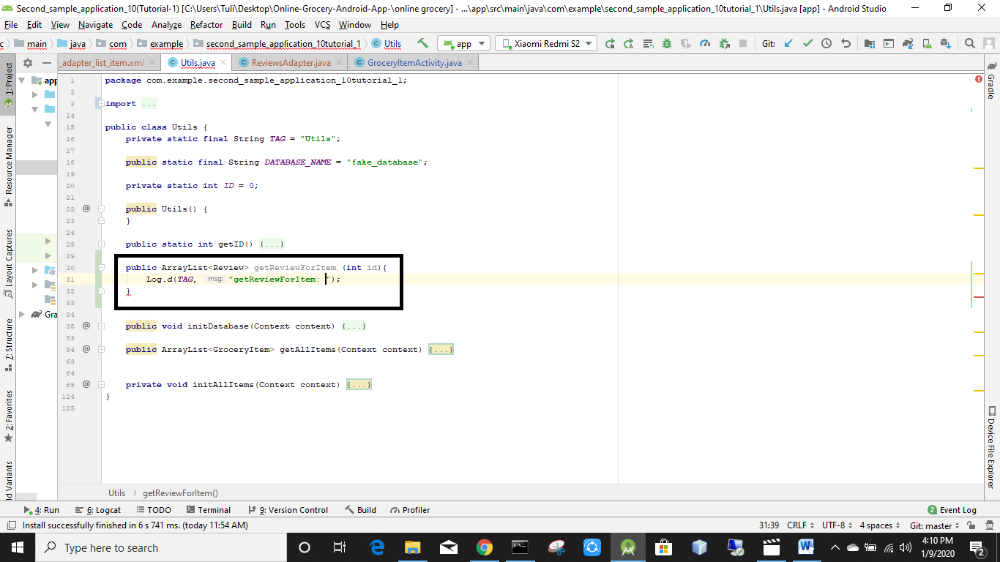 Second_sample_application_10(Tutorial-1) [C:\Users\Tuli\Desktop\Online-Grocery-Android-App-\online grocery] - ...\app\src\main\java\com\example\second_sample_application_10tutorial_1\Utils.java [app] - Android Studio
File Edit View Navigate Code Analyze Refactor Build Run Tools VCS Window Help
main java com example second_sample_application_10tutorial_1 Utils app Xiaomi Redmi S2 Git:
_adapter_list_item.xml Utils.java ReviewsAdapter.java GroceryItemActivity.java
1: Project
Resource Manager
Layout Captures
7: Structure
2: Favorites
ld Variants
app
Gra
1 package com.example.second_sample_application_10tutorial_1;
2
3 import ...
14
15 public class Utils {
16 private static final String TAG = "Utils";
17
18 public static final String DATABASE_NAME = "fake_database";
19
20 private static int ID = 0;
21
22 public Utils() {
23 }
24
25 public static int getID() {...}
29
30 public ArrayList<Review> getReviewForItem (int id){
31 Log.d(TAG, msg: "getReviewForItem: ");
32 }
33
34
35 public void initDatabase(Context context) {...}
53
54 public ArrayList<GroceryItem> getAllItems(Context context) {...}
63
64
65 private void initAllItems(Context context) {...}
124 }
125
Gradle
Device File Explorer
Utils getReviewForItem()
4: Run 6: Logcat TODO Terminal 9: Version Control Build Profiler 2 Event Log
Install successfully finished in 6 s 741 ms. (today 11:54 AM) 31:39 CRLF UTF-8 4 spaces Git: master
Type here to search
4:10 PM
1/9/2020
2